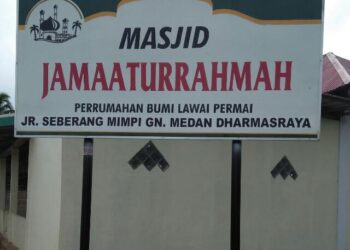 MASJID
JAMAATURRAHMAH
PERRUMAHAN BUMI LAWAI PERMAI
JR. SEBERANG MIMPI GN. MEDAN DHARMASRAYA